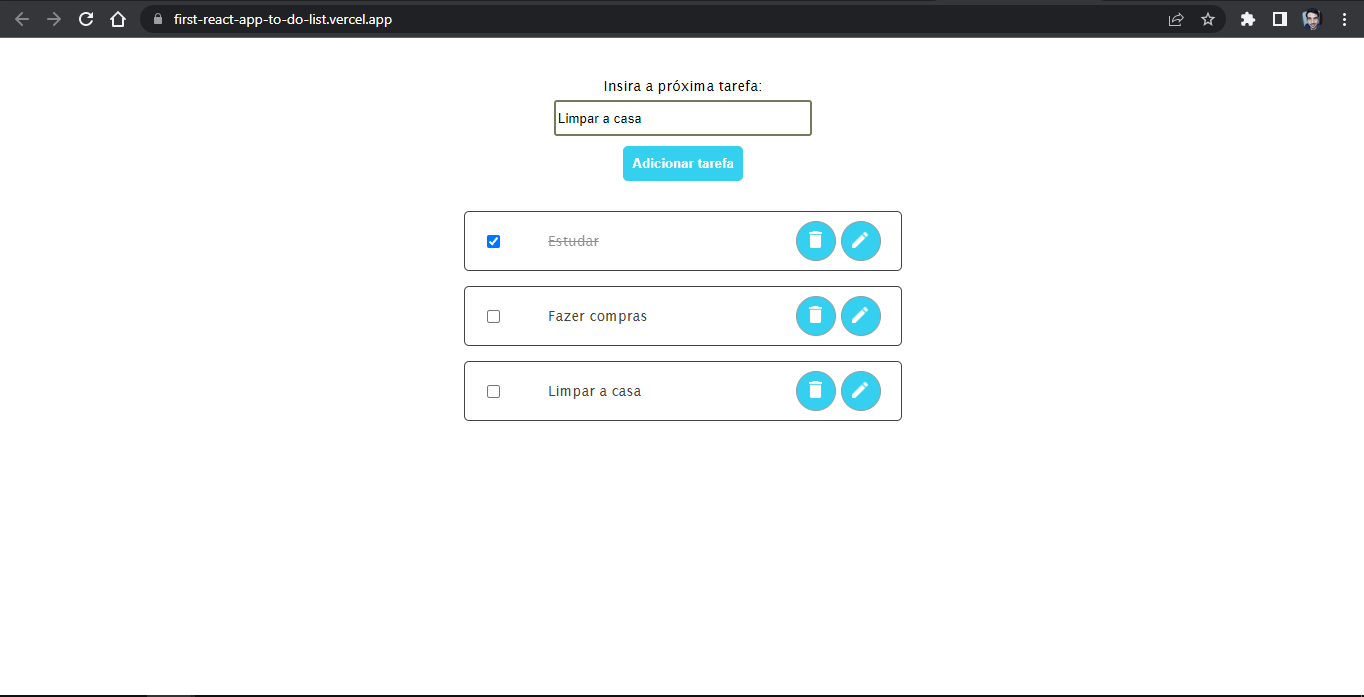 first-react-app-to-do-list.vercel.app
Insira a próxima tarefa:
Limpar a casa
Adicionar tarefa
Estudar
Fazer compras
Limpar a casa